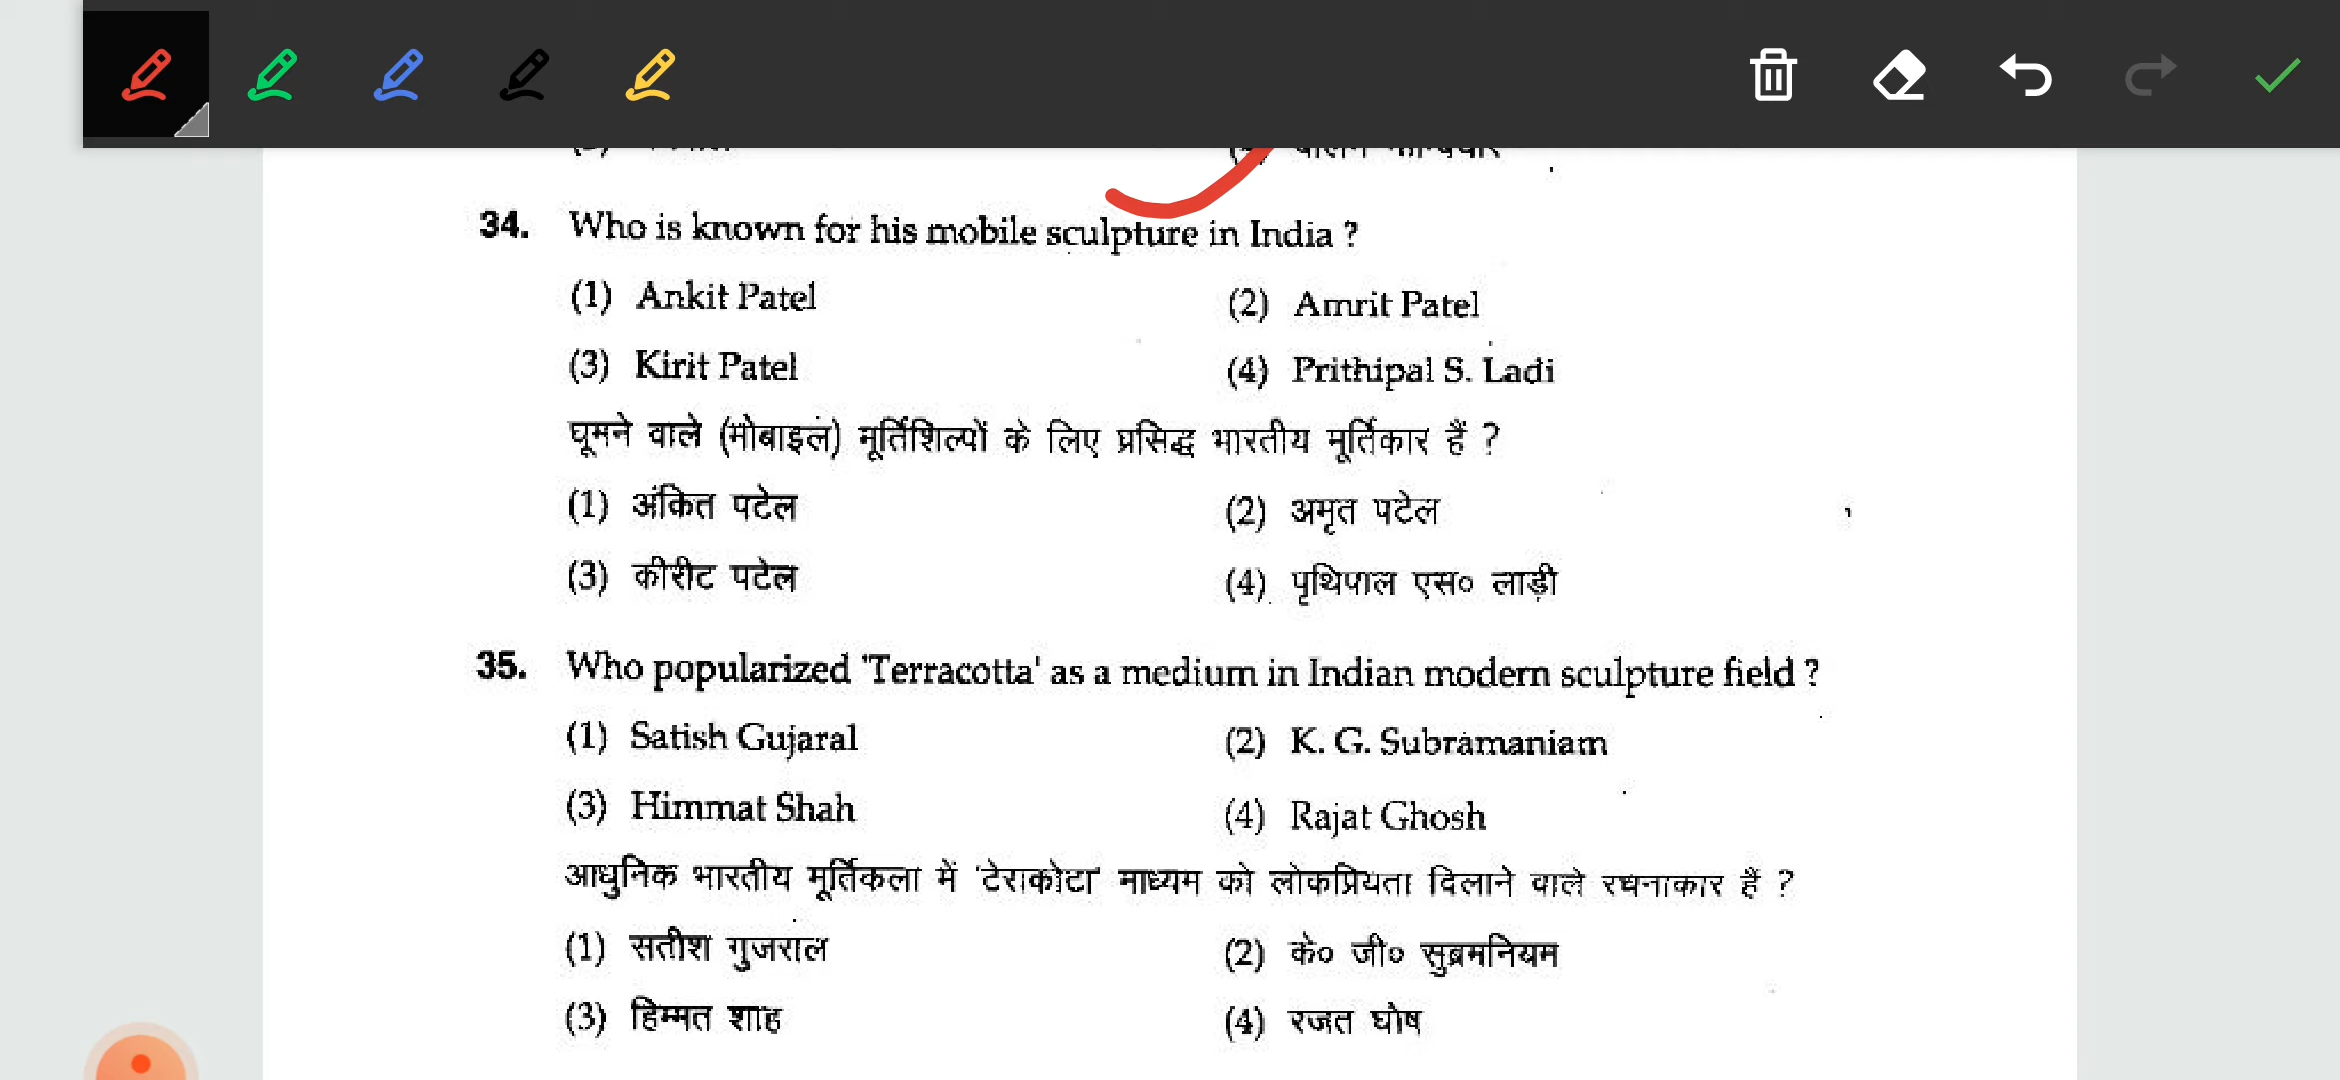 34. Who is known for his mobile sculpture in India ?
(1) Ankit Patel (2) Amrit Patel
(3) Kirit Patel (4) Prithipal S. Ladi
घूमने वाले (मोबाइल) मूर्तिशिल्पों के लिए प्रसिद्ध भारतीय मूर्तिकार हैं ?
(1) अंकित पटेल (2) अमृत पटेल
(3) कीरीट पटेल (4) पृथिपाल एस० लाड़ी
35. Who popularized 'Terracotta' as a medium in Indian modern sculpture field ?
(1) Satish Gujaral (2) K. G. Subramaniam
(3) Himmat Shah (4) Rajat Ghosh
आधुनिक भारतीय मूर्तिकला में 'टेराकोटा' माध्यम को लोकप्रियता दिलाने वाले रचनाकार हैं ?
(1) सतीश गुजराल (2) के० जी० सुब्रमनियम
(3) हिम्मत शाह (4) रजत घोष